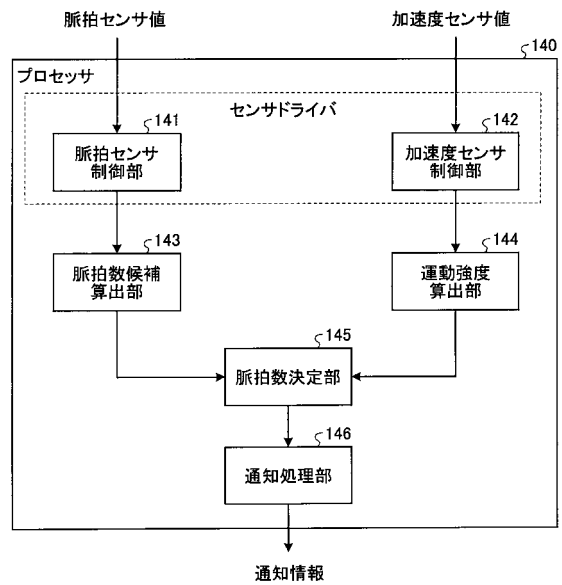 脈拍センサ値
加速度センサ値
140
プロセッサ
センサドライバ
141
脈拍センサ
制御部
142
加速度センサ
制御部
143
脈拍数候補
算出部
144
運動強度
算出部
145
脈拍数決定部
146
通知処理部
通知情報